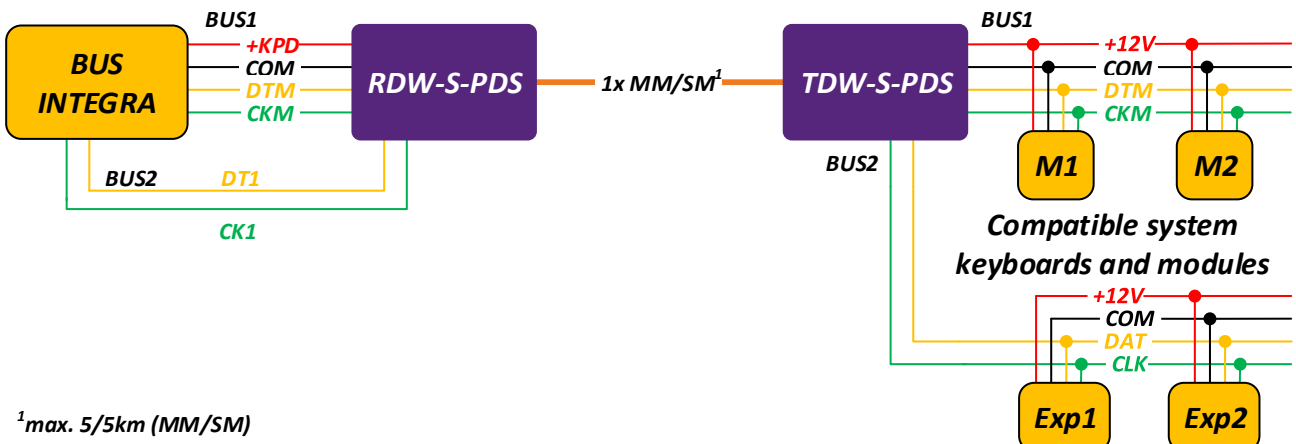 BUS1
BUS INTEGRA
+KPD
COM
DTM
CKM
RDW-S-PDS
1x MM/SM¹
TDW-S-PDS
BUS1
+12V
COM
DTM
CKM
BUS2
DT1
CK1
BUS2
M1
M2
Compatible system
keyboards and modules
+12V
COM
DAT
CLK
Exp1
Exp2
¹max. 5/5km (MM/SM)